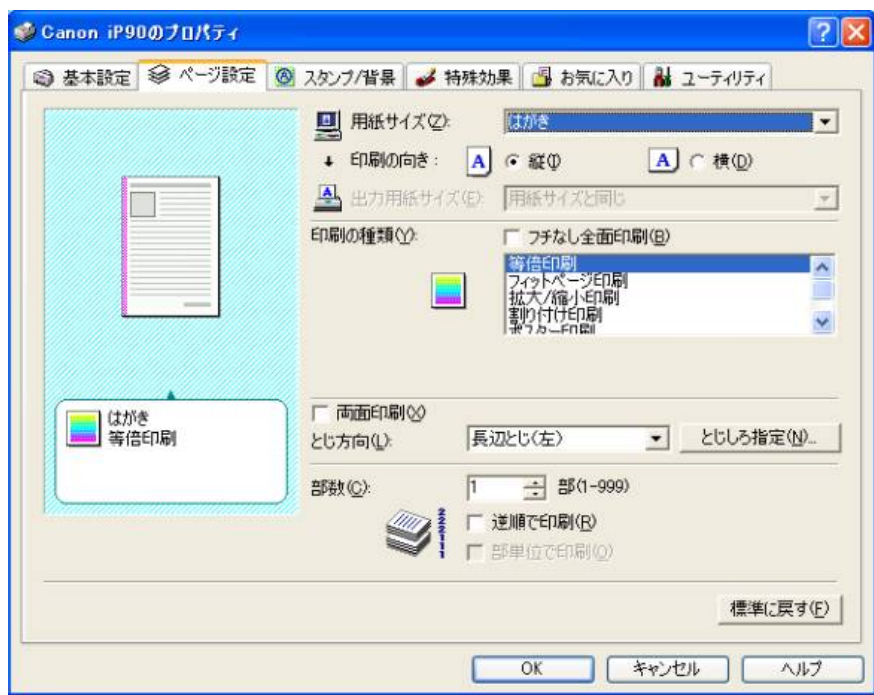 Canon iP90のプロパティ
基本設定 ページ設定 スタンプ/背景 特殊効果 お気に入り ユーティリティ
用紙サイズ(Z): はがき
印刷の向き: A 縦(I) A 横(D)
出力用紙サイズ(E): 用紙サイズと同じ
印刷の種類(Y): フチなし全面印刷(B)
等倍印刷
フィットページ印刷
拡大/縮小印刷
割り付け印刷
ポスター印刷
はがき
等倍印刷
両面印刷(X)
とじ方向(L): 長辺とじ(左) とじしろ指定(N)...
部数(C): 1 部(1-999)
逆順で印刷(R)
部単位で印刷(O)
222111
標準に戻す(F)
OK キャンセル ヘルプ